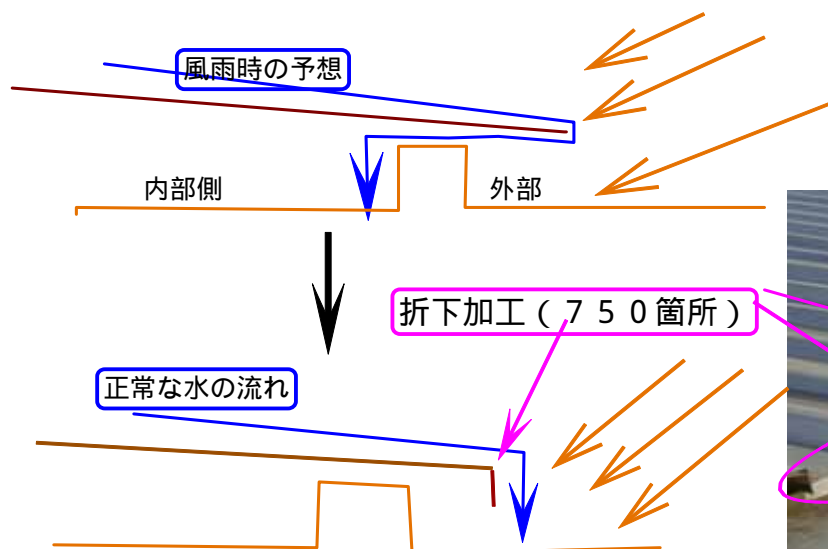 風雨時の予想
内部側
外部
折下加工(750箇所)
正常な水の流れ